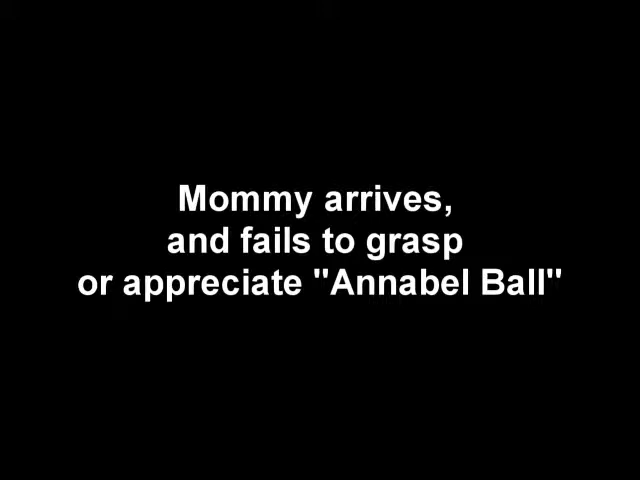 Mommy arrives,
and fails to grasp
or appreciate "Annabel Ball"